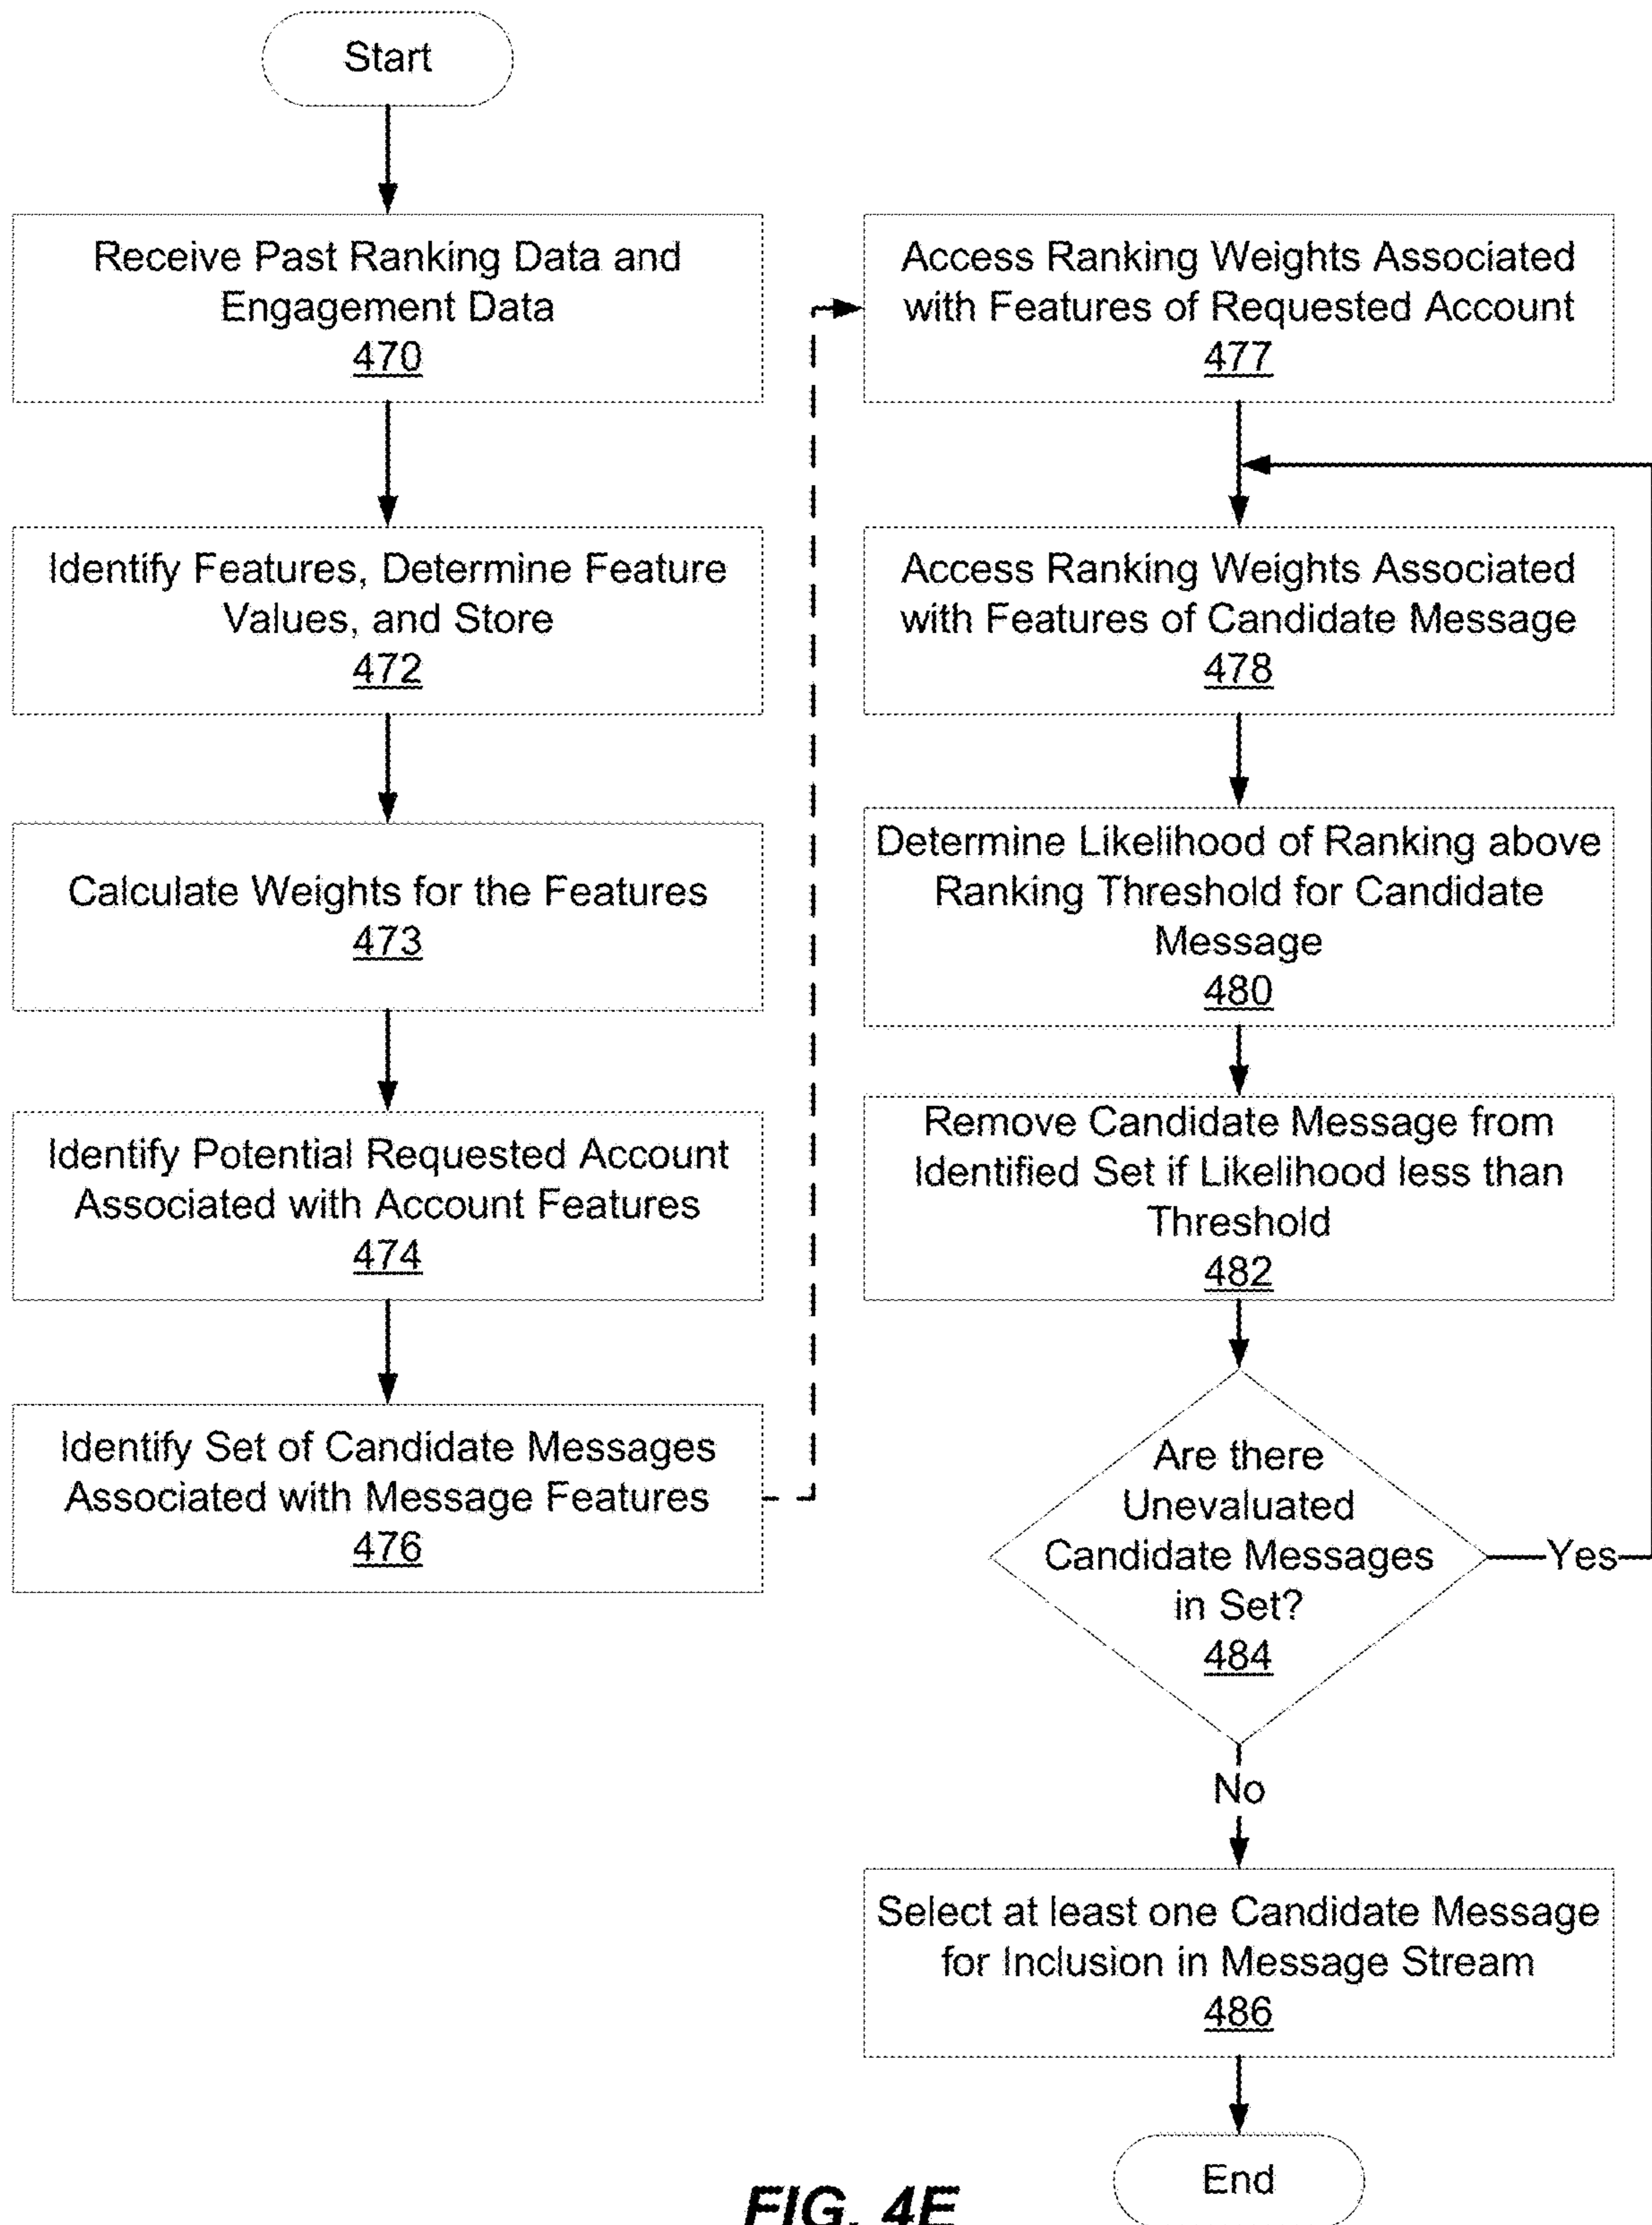 Start
Receive Past Ranking Data and
Engagement Data
470
Identify Features, Determine Feature
Values, and Store
472
Calculate Weights for the Features
473
Identify Potential Requested Account
Associated with Account Features
474
Identify Set of Candidate Messages
Associated with Message Features
476
Access Ranking Weights Associated
with Features of Requested Account
477
Access Ranking Weights Associated
with Features of Candidate Message
478
Determine Likelihood of Ranking above
Ranking Threshold for Candidate
Message
480
Remove Candidate Message from
Identified Set if Likelihood less than
Threshold
482
Are there
Unevaluated
Candidate Messages
in Set?
484
Yes
No
Select at least one Candidate Message
for Inclusion in Message Stream
486
End
FIG. 4E